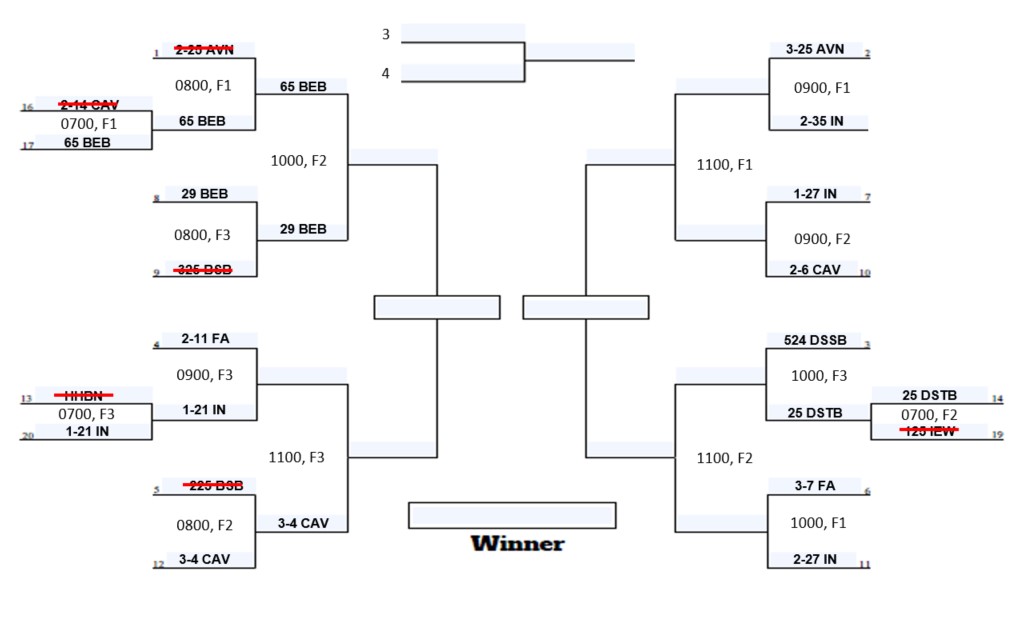 3
4
1 2-25 AVN
0800, F1
65 BEB
16 2-14 CAV
0700, F1
65 BEB
17 65 BEB
1000, F2
8 29 BEB
0800, F3
29 BEB
9 325 BSB
4 2-11 FA
0900, F3
13 HHBN
0700, F3
1-21 IN
20 1-21 IN
1100, F3
5 225 BSB
0800, F2
3-4 CAV
12 3-4 CAV
3-25 AVN 2
0900, F1
2-35 IN
1100, F1
1-27 IN 7
0900, F2
2-6 CAV 10
524 DSSB 3
1000, F3
25 DSTB 14
25 DSTB
0700, F2
125 IEW 19
1100, F2
3-7 FA 6
1000, F1
2-27 IN 11
Winner